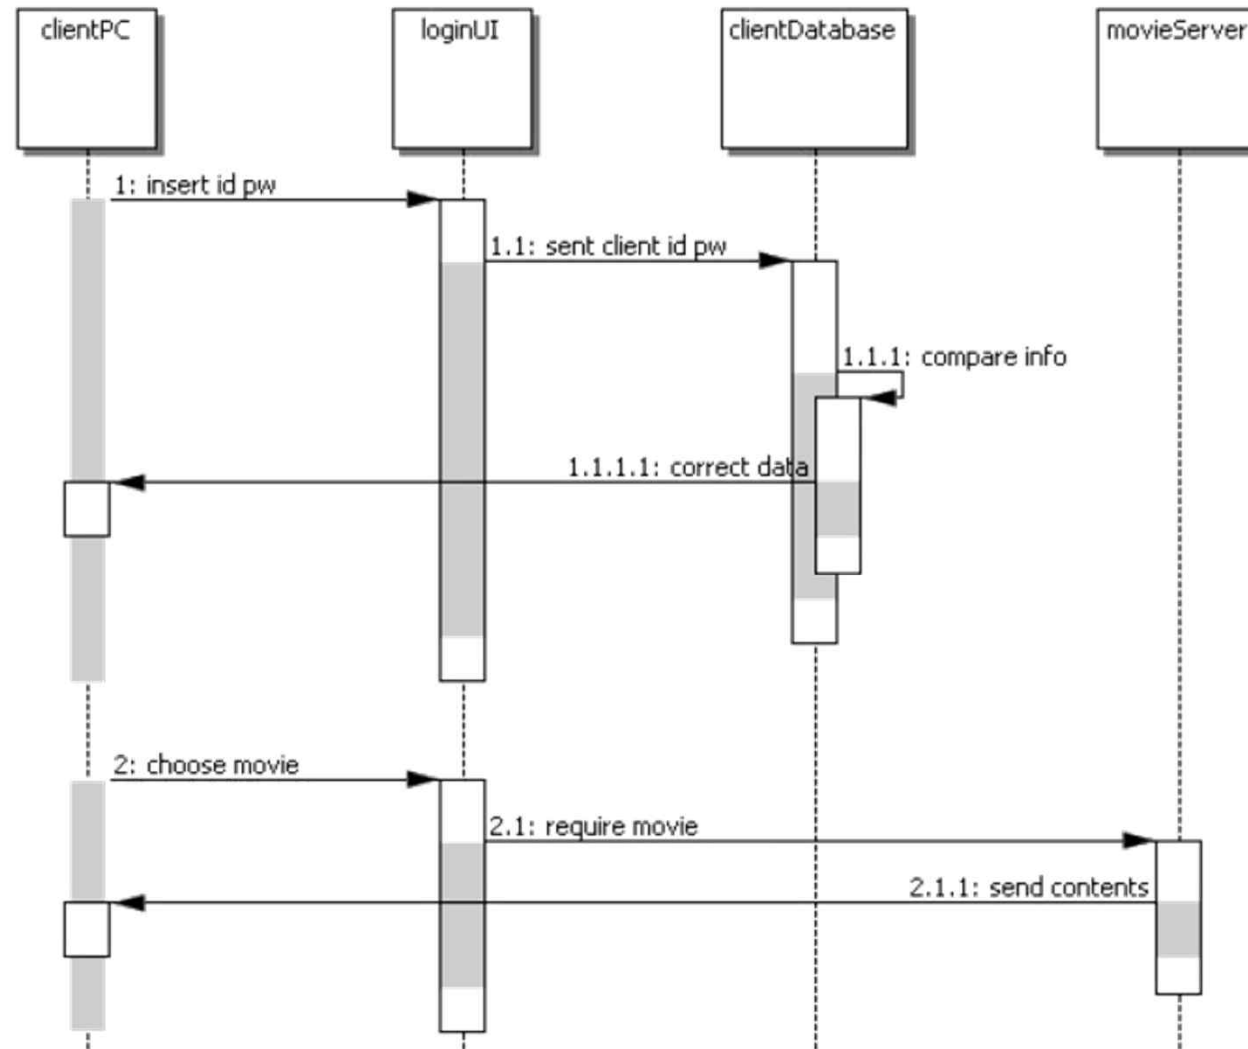 clientPC
loginUI
clientDatabase
movieServer
1: insert id pw
1.1: sent client id pw
1.1.1: compare info
1.1.1.1: correct data
2: choose movie
2.1: require movie
2.1.1: send contents